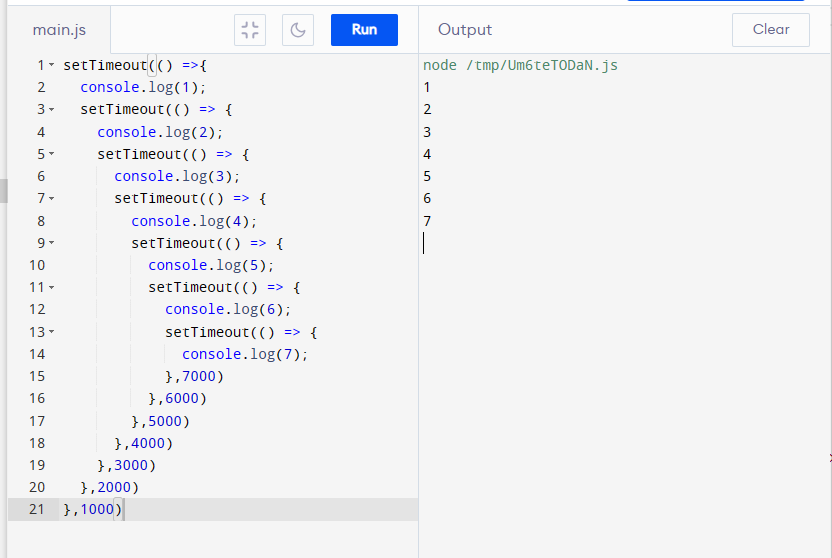 main.js
Run
Output
Clear
1 setTimeout(() =>{
2   console.log(1);
3   setTimeout(() => {
4     console.log(2);
5     setTimeout(() => {
6       console.log(3);
7       setTimeout(() => {
8         console.log(4);
9         setTimeout(() => {
10           console.log(5);
11           setTimeout(() => {
12             console.log(6);
13             setTimeout(() => {
14               console.log(7);
15             },7000)
16           },6000)
17         },5000)
18       },4000)
19     },3000)
20   },2000)
21 },1000)
node /tmp/Um6teTODaN.js
1
2
3
4
5
6
7